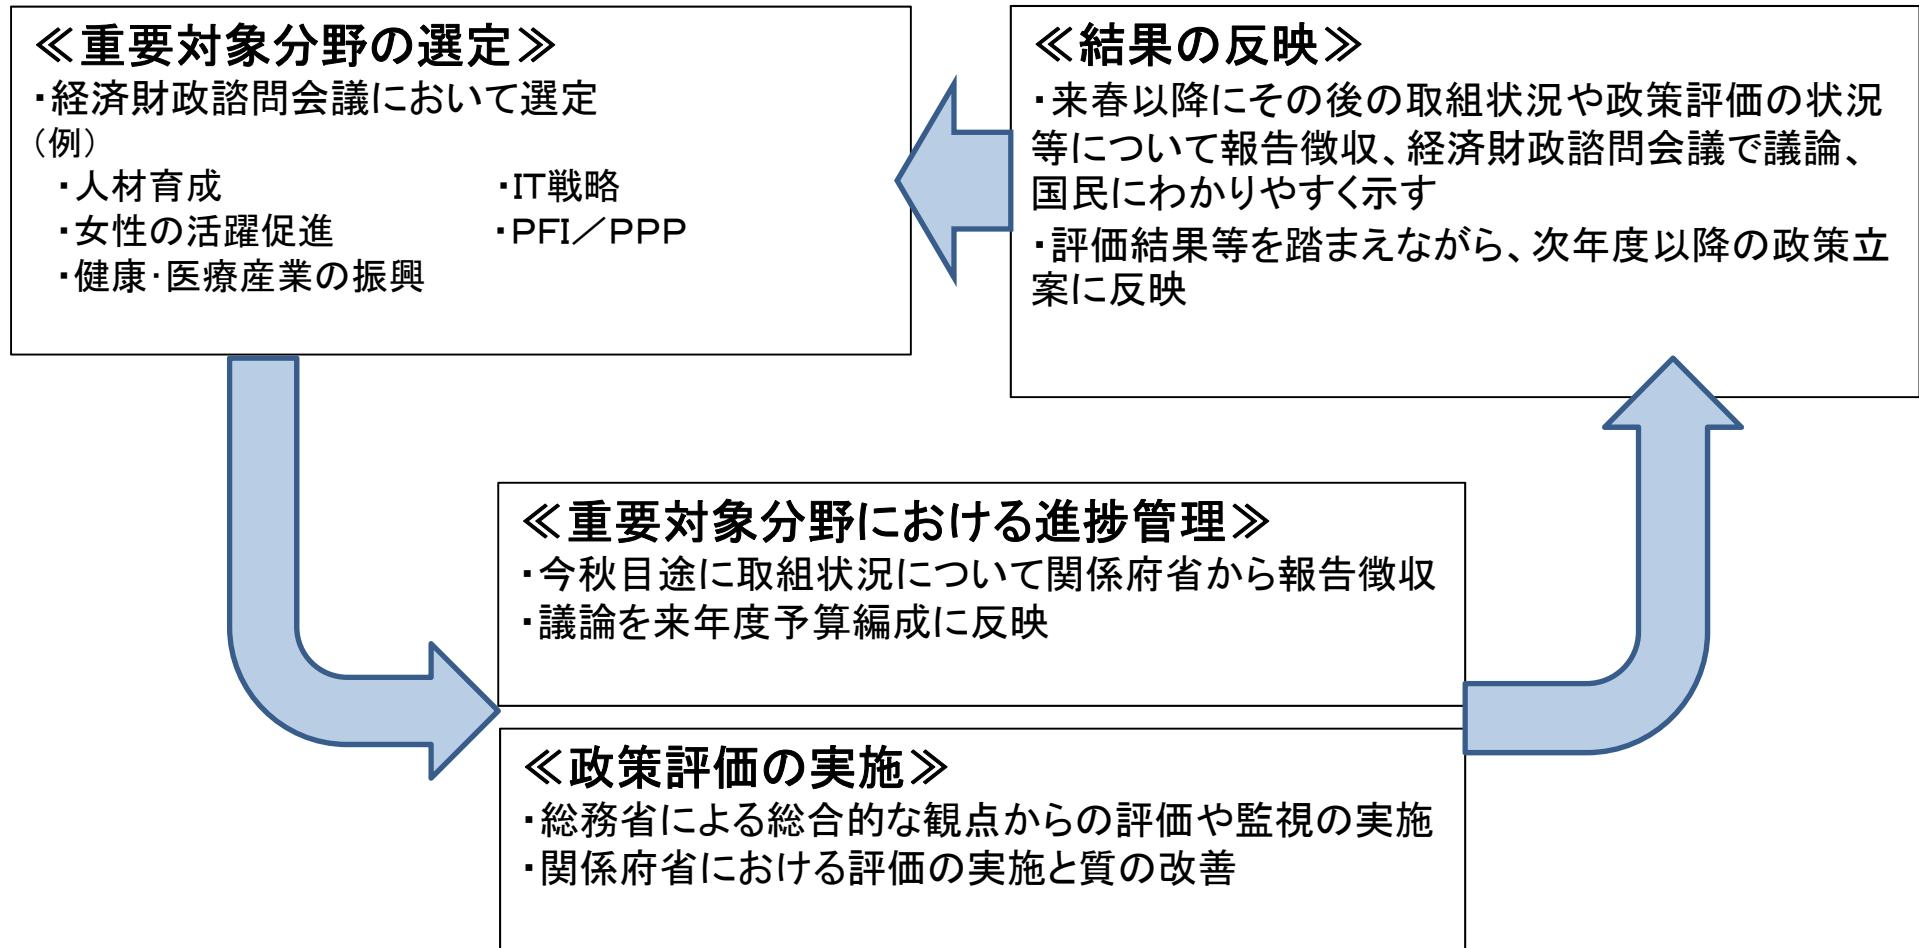 ≪重要対象分野の選定≫
・経済財政諮問会議において選定
（例）
・人材育成 ・IT戦略
・女性の活躍促進 ・PFI／PPP
・健康・医療産業の振興
≪結果の反映≫
・来春以降にその後の取組状況や政策評価の状況
等について報告徴収、経済財政諮問会議で議論、
国民にわかりやすく示す
・評価結果等を踏まえながら、次年度以降の政策立
案に反映
≪重要対象分野における進捗管理≫
・今秋目途に取組状況について関係府省から報告徴収
・議論を来年度予算編成に反映
≪政策評価の実施≫
・総務省による総合的な観点からの評価や監視の実施
・関係府省における評価の実施と質の改善